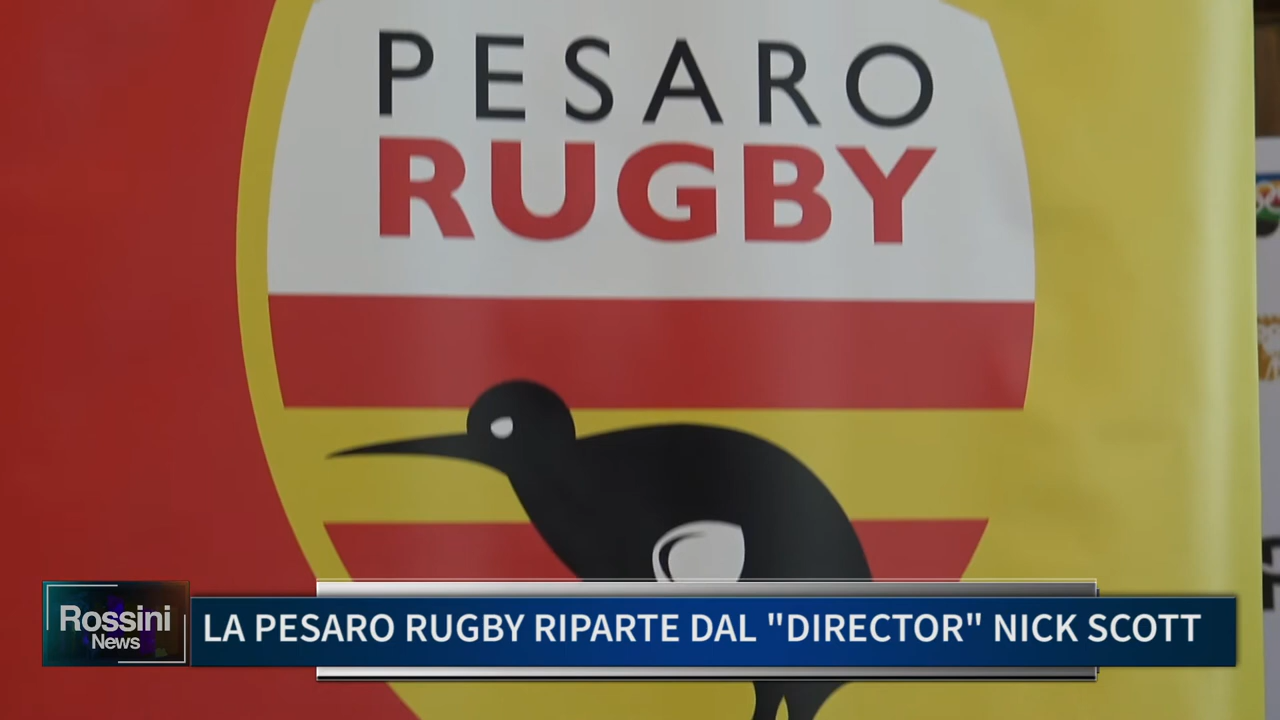 PESARO
RUGBY
Rossini
News
LA PESARO RUGBY RIPARTE DAL "DIRECTOR" NICK SCOTT